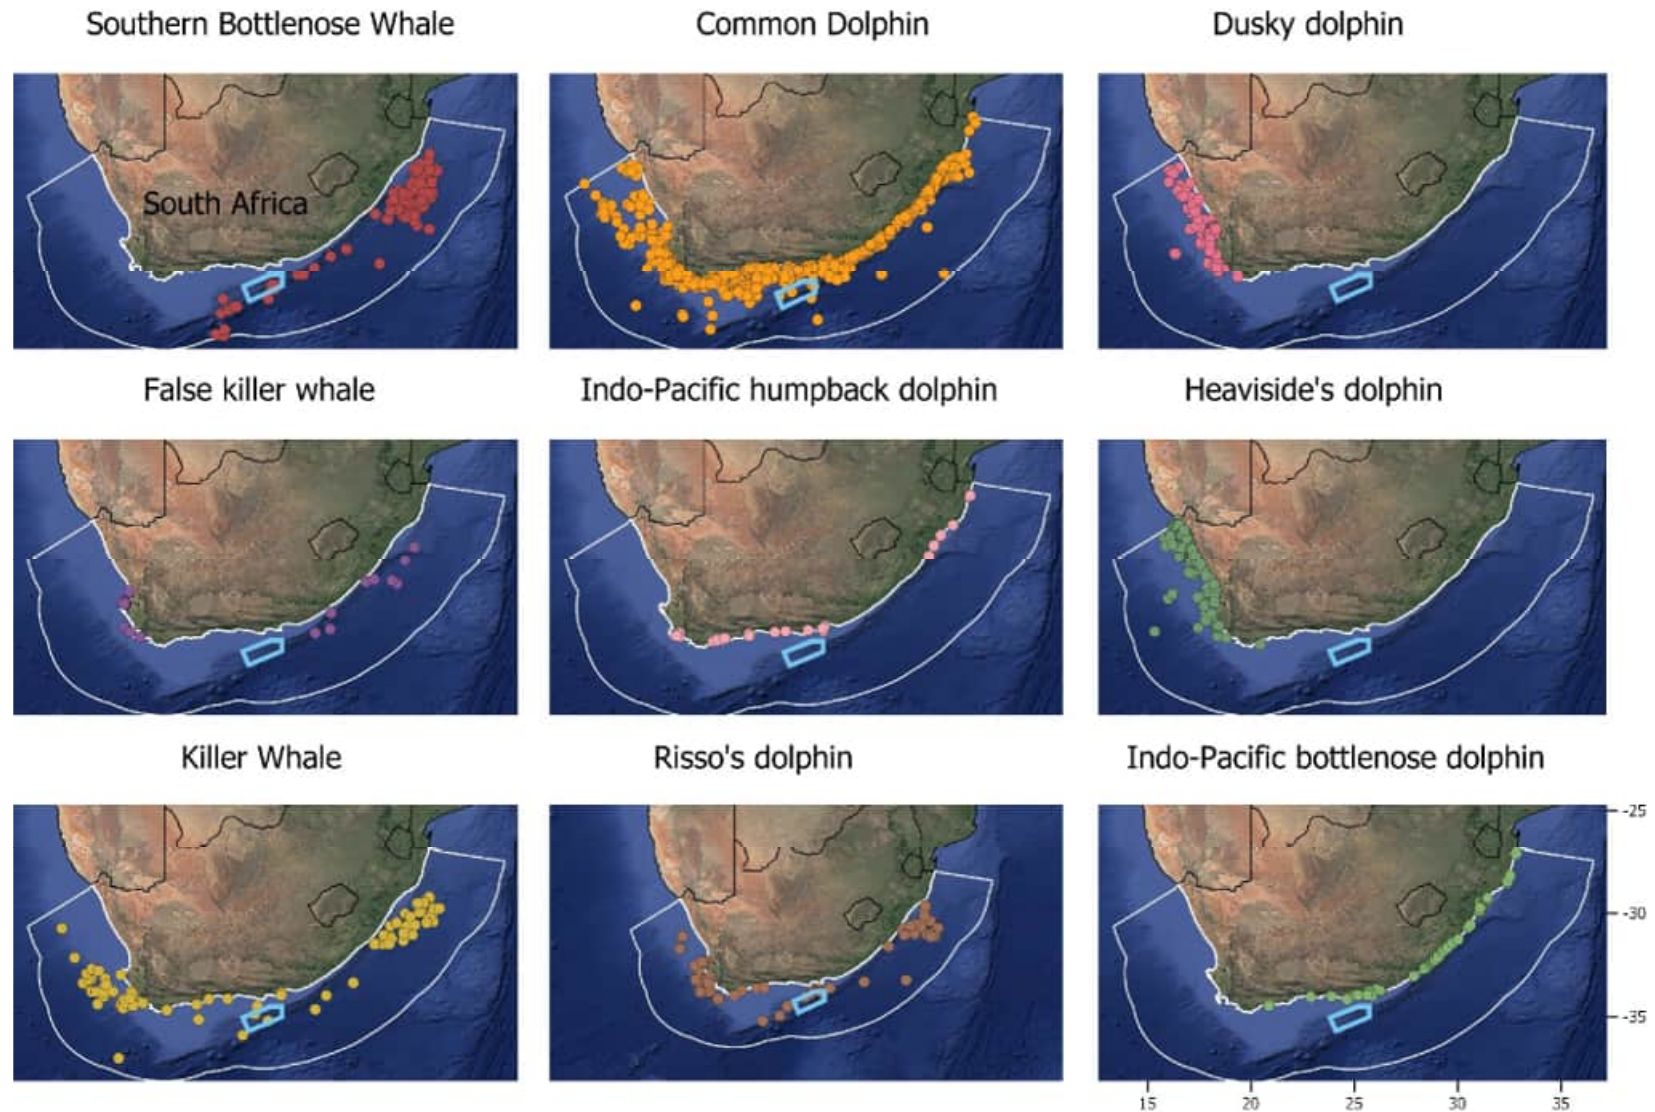 Southern Bottlenose Whale
Common Dolphin
Dusky dolphin
South Africa
False killer whale
Indo-Pacific humpback dolphin
Heaviside's dolphin
Killer Whale
Risso's dolphin
Indo-Pacific bottlenose dolphin
-25
-30
-35
15 20 25 30 35